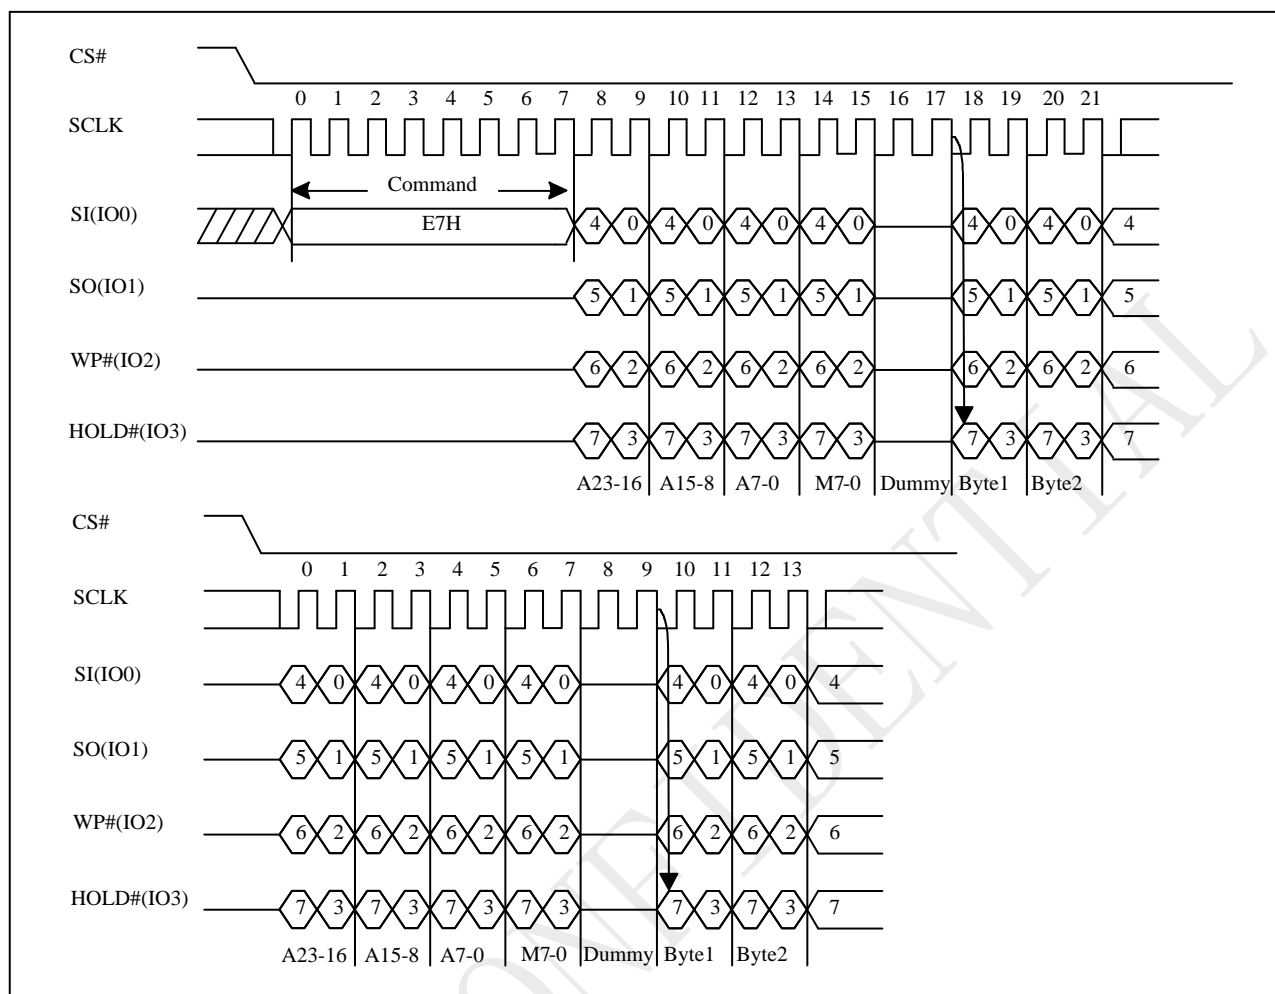 CS#
0 1 2 3 4 5 6 7 8 9 10 11 12 13 14 15 16 17 18 19 20 21
SCLK
Command
SI(IO0) E7H 4 0 4 0 4 0 4 0 4 0 4 0 4
SO(IO1) 5 1 5 1 5 1 5 1 5 1 5 1 5
WP#(IO2) 6 2 6 2 6 2 6 2 6 2 6 2 6
HOLD#(IO3) 7 3 7 3 7 3 7 3 7 3 7 3 7
A23-16 A15-8 A7-0 M7-0 Dummy Byte1 Byte2
CS#
0 1 2 3 4 5 6 7 8 9 10 11 12 13
SCLK
SI(IO0) 4 0 4 0 4 0 4 0 4 0 4 0 4
SO(IO1) 5 1 5 1 5 1 5 1 5 1 5 1 5
WP#(IO2) 6 2 6 2 6 2 6 2 6 2 6 2 6
HOLD#(IO3) 7 3 7 3 7 3 7 3 7 3 7 3 7
A23-16 A15-8 A7-0 M7-0 Dummy Byte1 Byte2
ONFIDENTIAL